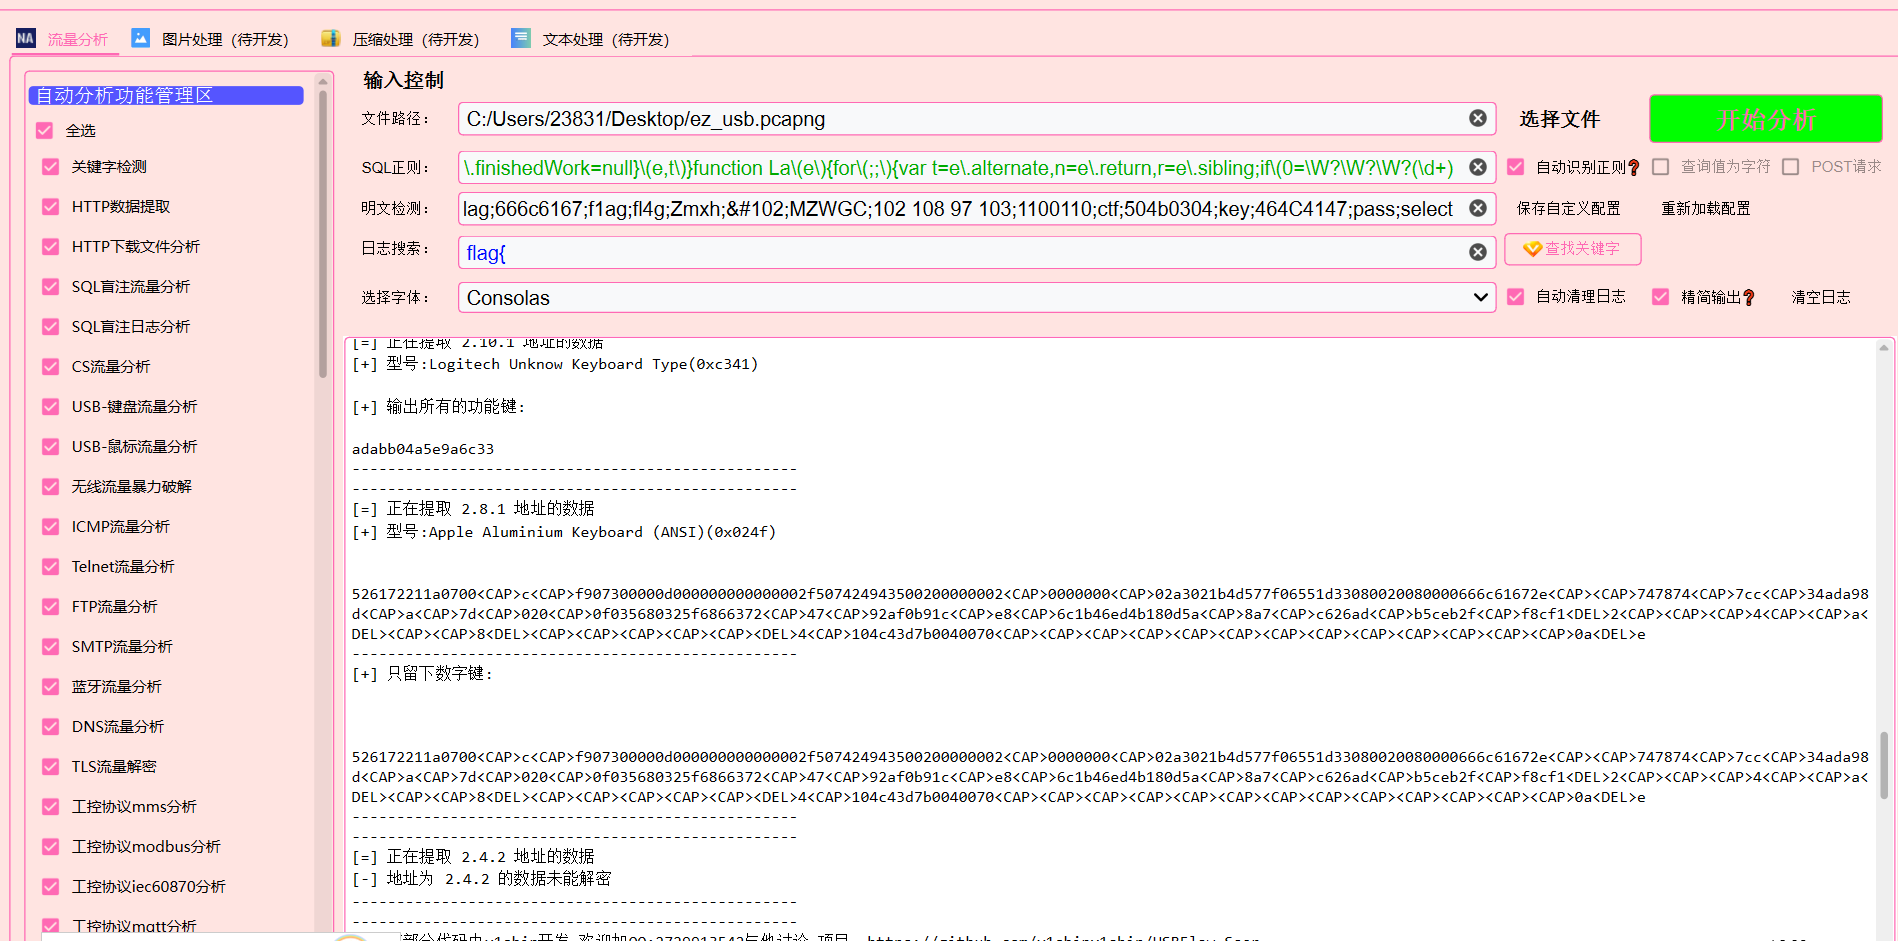 NA 流量分析 图片处理（待开发） 压缩处理（待开发） 文本处理（待开发）
自动分析功能管理区
全选
关键字检测
HTTP数据提取
HTTP下载文件分析
SQL盲注流量分析
SQL盲注日志分析
CS流量分析
USB-键盘流量分析
USB-鼠标流量分析
无线流量暴力破解
ICMP流量分析
Telnet流量分析
FTP流量分析
SMTP流量分析
蓝牙流量分析
DNS流量分析
TLS流量解密
工控协议mms分析
工控协议modbus分析
工控协议iec60870分析
工控协议mqtt分析
输入控制
文件路径： C:/Users/23831/Desktop/ez_usb.pcapng 选择文件 开始分析
SQL正则： \.finishedWork=null}\(e,t\)}function La\(e\){for\(;;\){var t=e\.alternate,n=e\.return,r=e\.sibling;if\(0=\W?\W?\W?(\d+) 自动识别正则❓ 查询值为字符 POST请求
明文检测： lag;666c6167;f1ag;fl4g;Zmxh;&#102;MZWGC;102 108 97 103;1100110;ctf;504b0304;key;464C4147;pass;select 保存自定义配置 重新加载配置
日志搜索： flag{ 查找关键字
选择字体： Consolas 自动清理日志 精简输出❓ 清空日志
[=] 正在提取 2.10.1 地址的数据
[+] 型号:Logitech Unknow Keyboard Type(0xc341)
[+] 输出所有的功能键:
adabb04a5e9a6c33
--------------------------------------------------
--------------------------------------------------
[=] 正在提取 2.8.1 地址的数据
[+] 型号:Apple Aluminium Keyboard (ANSI)(0x024f)
526172211a0700<CAP>c<CAP>f907300000d000000000000002f507424943500200000002<CAP>0000000<CAP>02a3021b4d577f06551d33080020080000666c61672e<CAP><CAP>747874<CAP>7cc<CAP>34ada98
d<CAP>a<CAP>7d<CAP>020<CAP>0f035680325f6866372<CAP>47<CAP>92af0b91c<CAP>e8<CAP>6c1b46ed4b180d5a<CAP>8a7<CAP>c626ad<CAP>b5ceb2f<CAP>f8cf1<DEL>2<CAP><CAP><CAP>4<CAP><CAP>a<
DEL><CAP><CAP>8<DEL><CAP><CAP><CAP><CAP><CAP><DEL>4<CAP>104c43d7b0040070<CAP><CAP><CAP><CAP><CAP><CAP><CAP><CAP><CAP><CAP><CAP><CAP><CAP>0a<DEL>e
--------------------------------------------------
[+] 只留下数字键:
526172211a0700<CAP>c<CAP>f907300000d000000000000002f507424943500200000002<CAP>0000000<CAP>02a3021b4d577f06551d33080020080000666c61672e<CAP><CAP>747874<CAP>7cc<CAP>34ada98
d<CAP>a<CAP>7d<CAP>020<CAP>0f035680325f6866372<CAP>47<CAP>92af0b91c<CAP>e8<CAP>6c1b46ed4b180d5a<CAP>8a7<CAP>c626ad<CAP>b5ceb2f<CAP>f8cf1<DEL>2<CAP><CAP><CAP>4<CAP><CAP>a<
DEL><CAP><CAP>8<DEL><CAP><CAP><CAP><CAP><CAP><DEL>4<CAP>104c43d7b0040070<CAP><CAP><CAP><CAP><CAP><CAP><CAP><CAP><CAP><CAP><CAP><CAP><CAP>0a<DEL>e
--------------------------------------------------
--------------------------------------------------
[=] 正在提取 2.4.2 地址的数据
[-] 地址为 2.4.2 的数据未能解密
--------------------------------------------------
--------------------------------------------------